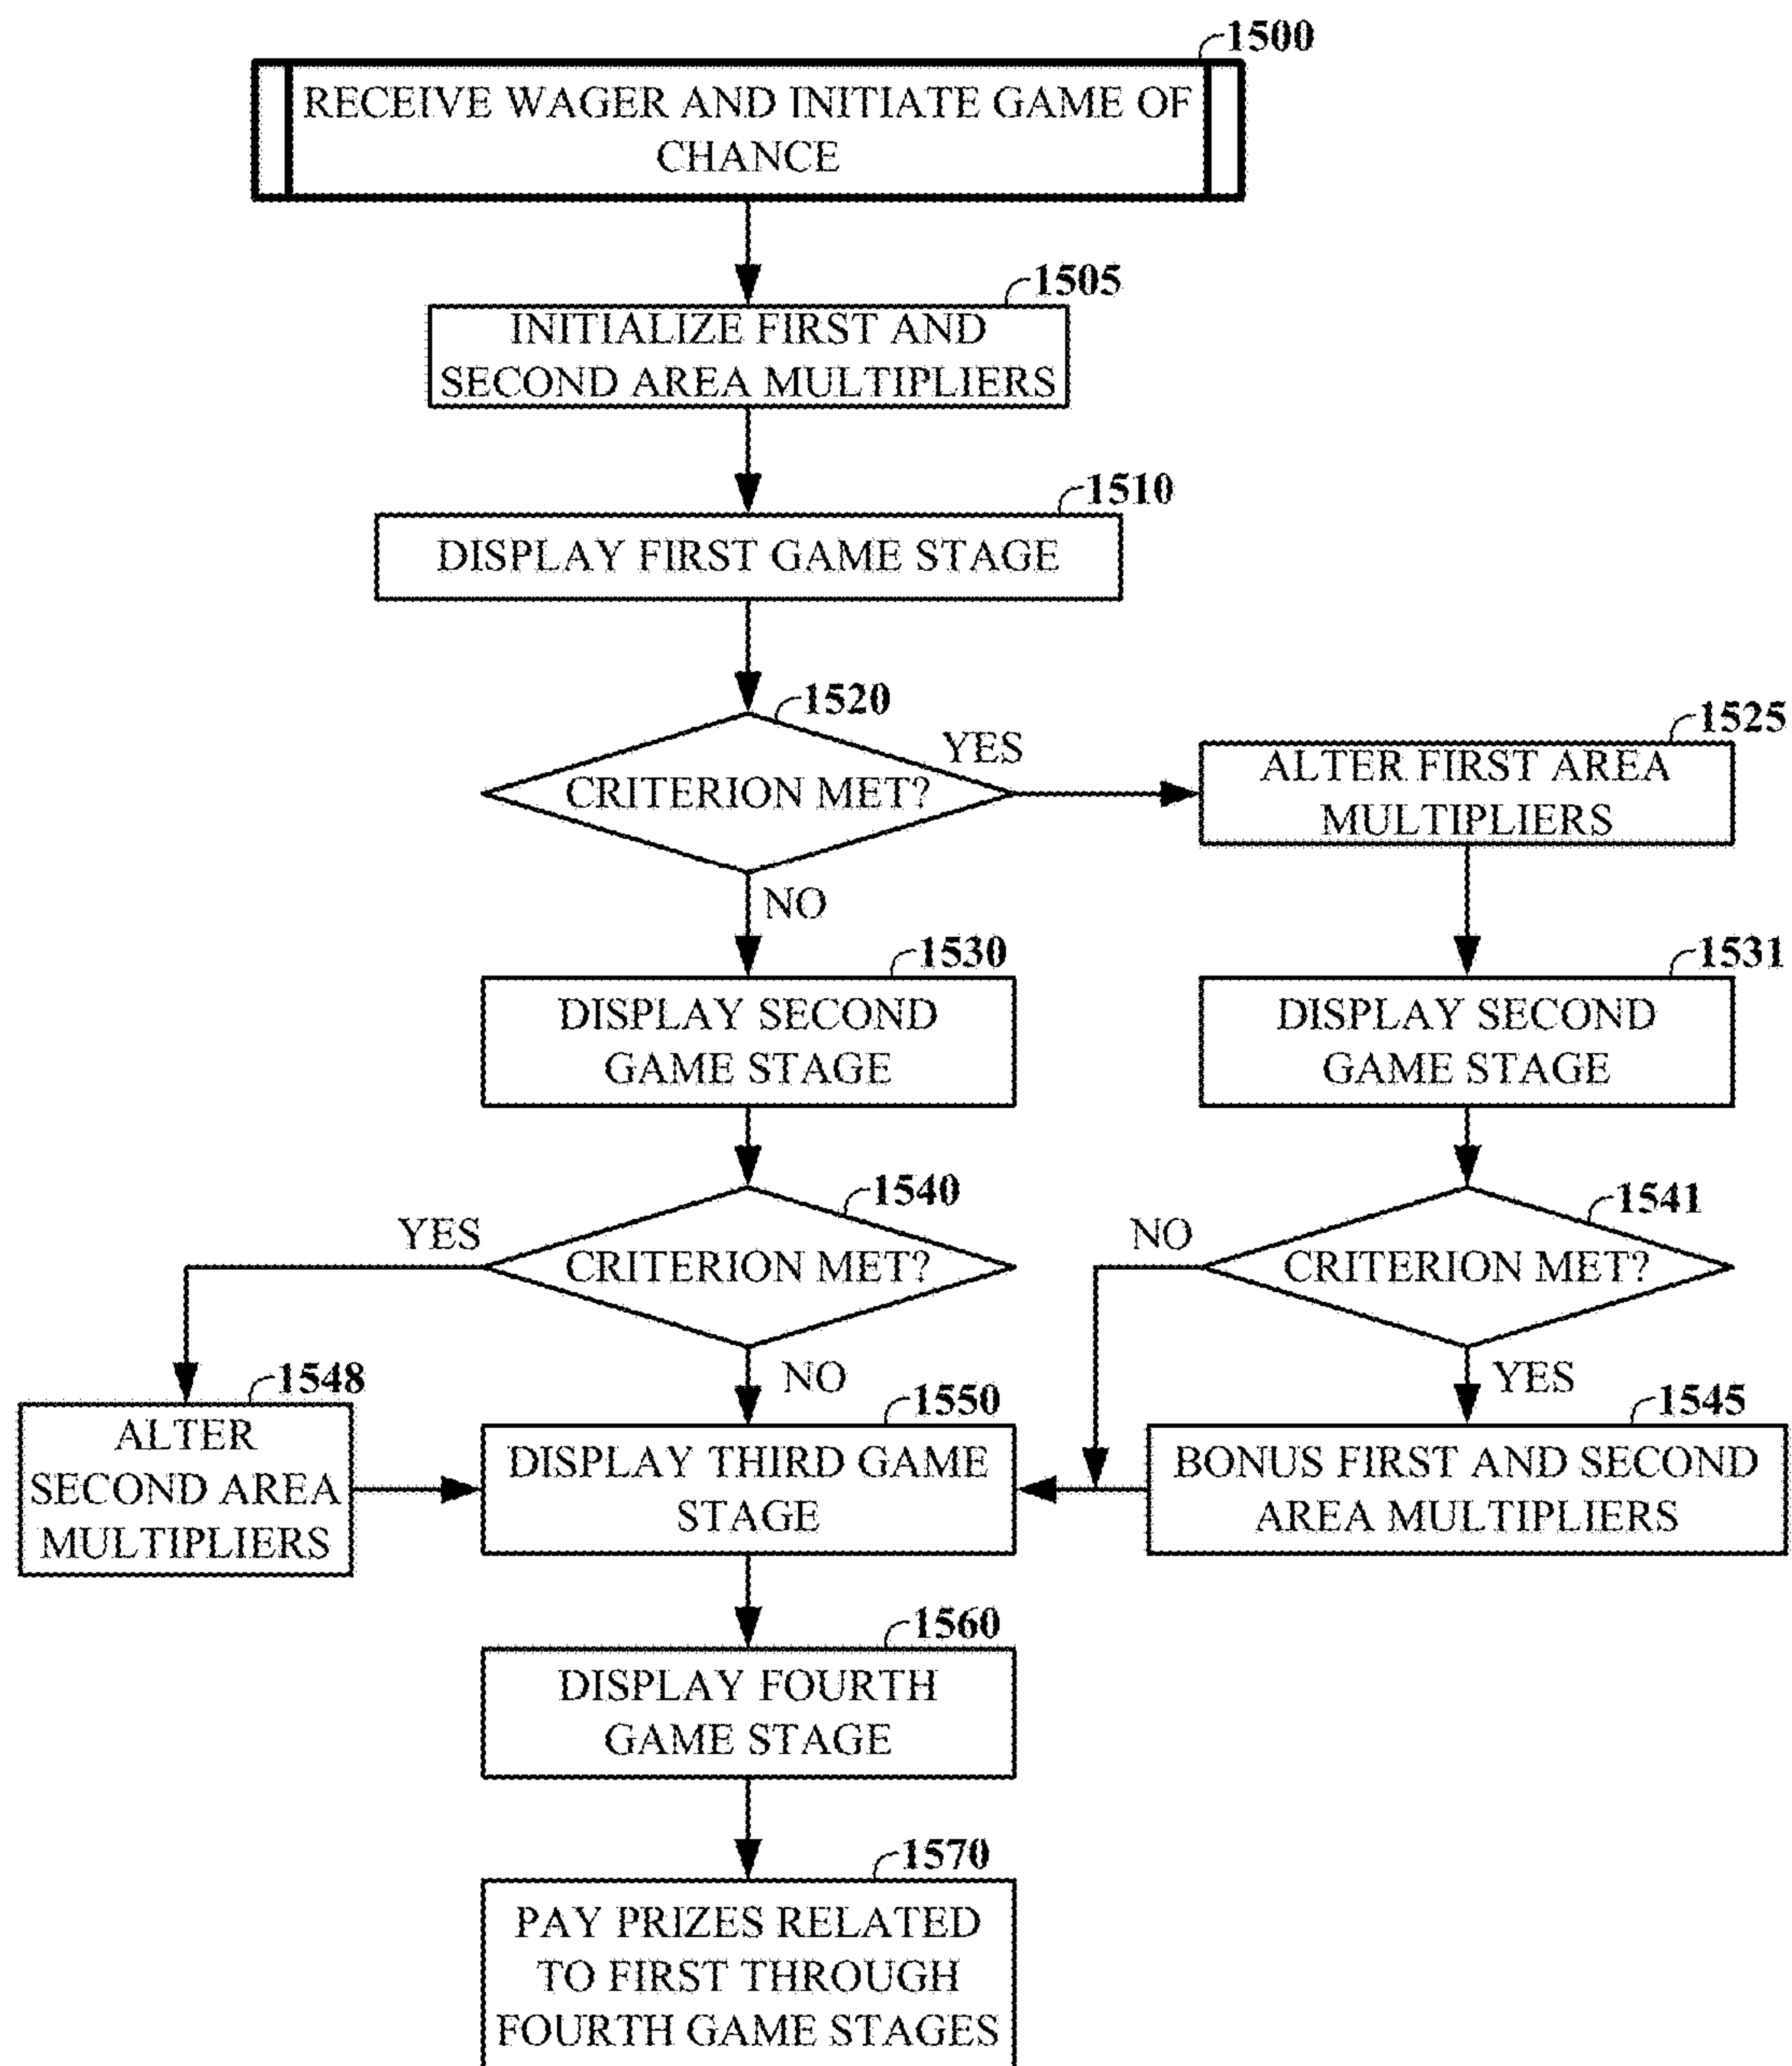 1500
RECEIVE WAGER AND INITIATE GAME OF
CHANCE
1505
INITIALIZE FIRST AND
SECOND AREA MULTIPLIERS
1510
DISPLAY FIRST GAME STAGE
1520
CRITERION MET?
YES
NO
1525
ALTER FIRST AREA
MULTIPLIERS
1530
DISPLAY SECOND
GAME STAGE
1531
DISPLAY SECOND
GAME STAGE
1540
CRITERION MET?
YES
NO
1541
CRITERION MET?
NO
YES
1548
ALTER
SECOND AREA
MULTIPLIERS
1550
DISPLAY THIRD GAME
STAGE
1545
BONUS FIRST AND SECOND
AREA MULTIPLIERS
1560
DISPLAY FOURTH
GAME STAGE
1570
PAY PRIZES RELATED
TO FIRST THROUGH
FOURTH GAME STAGES